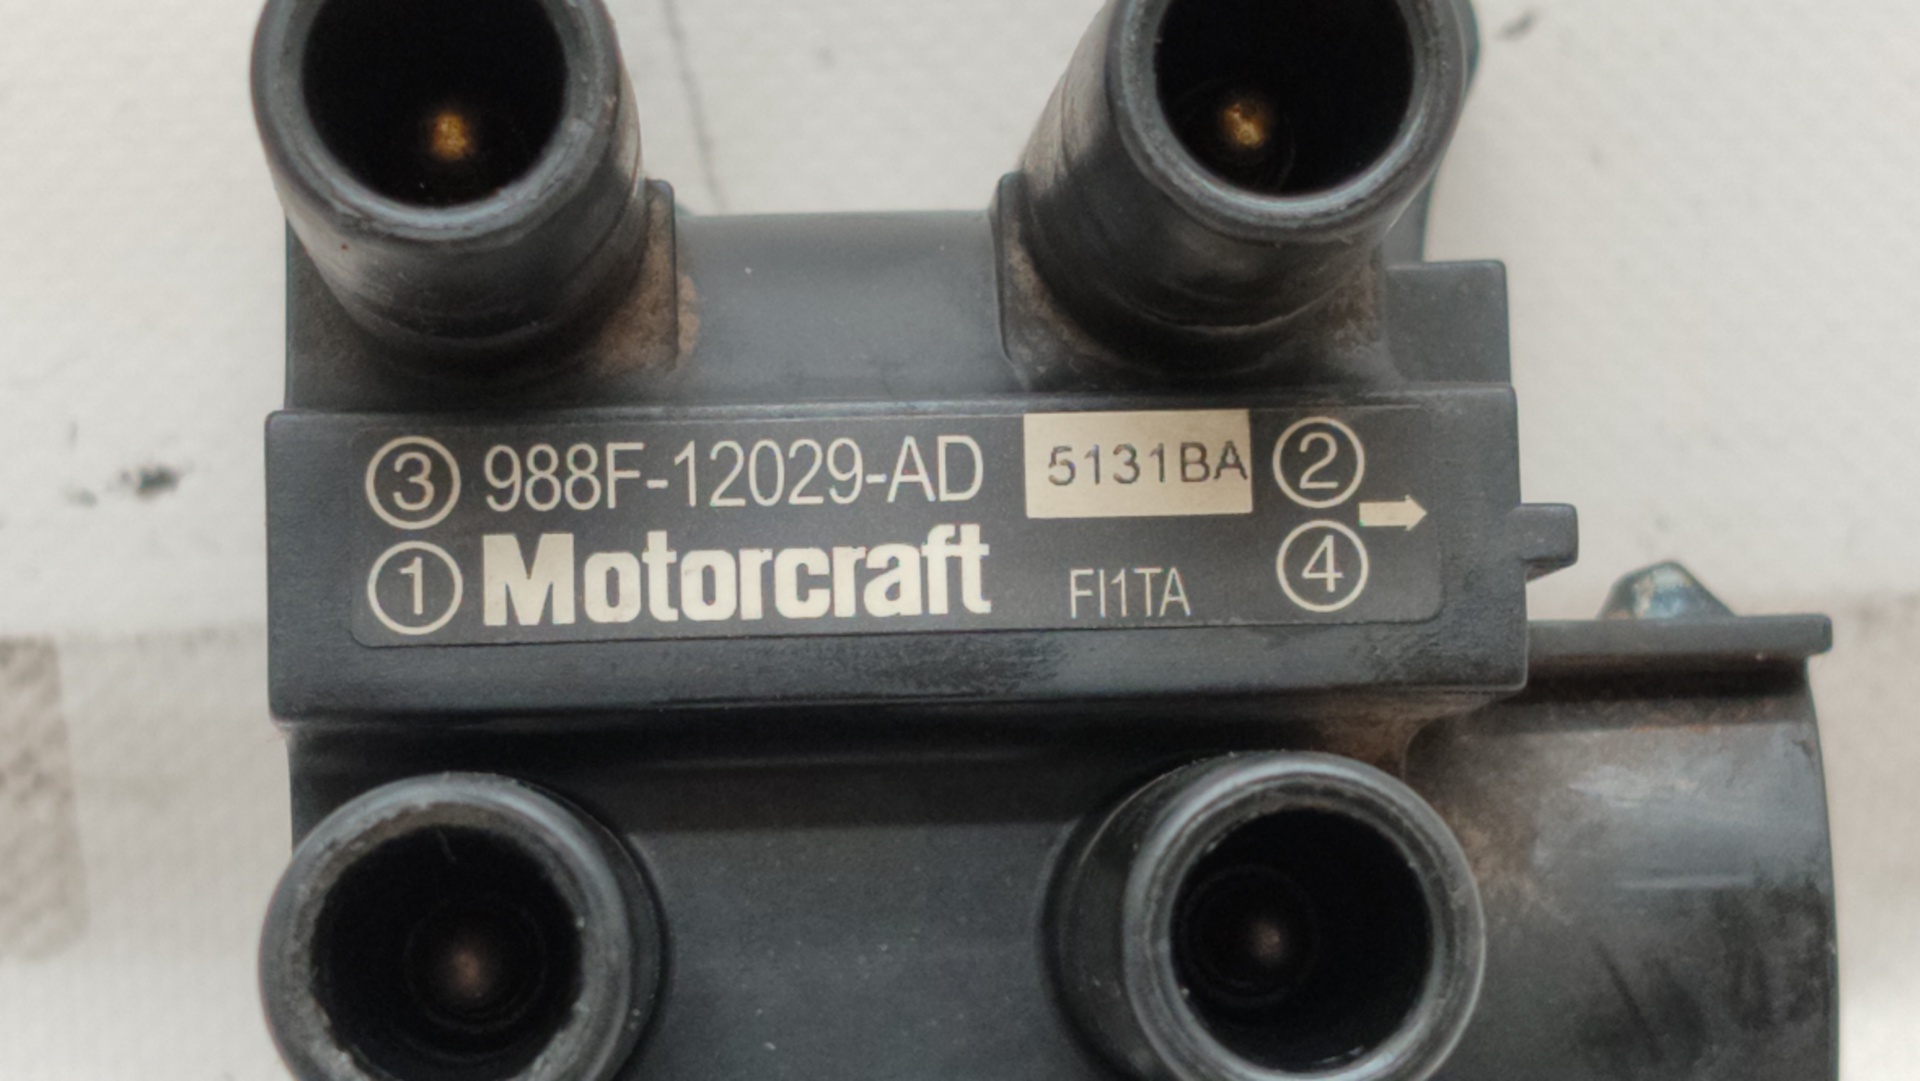 ③ 988F-12029-AD 5131BA ②
① Motorcraft FI1TA ④